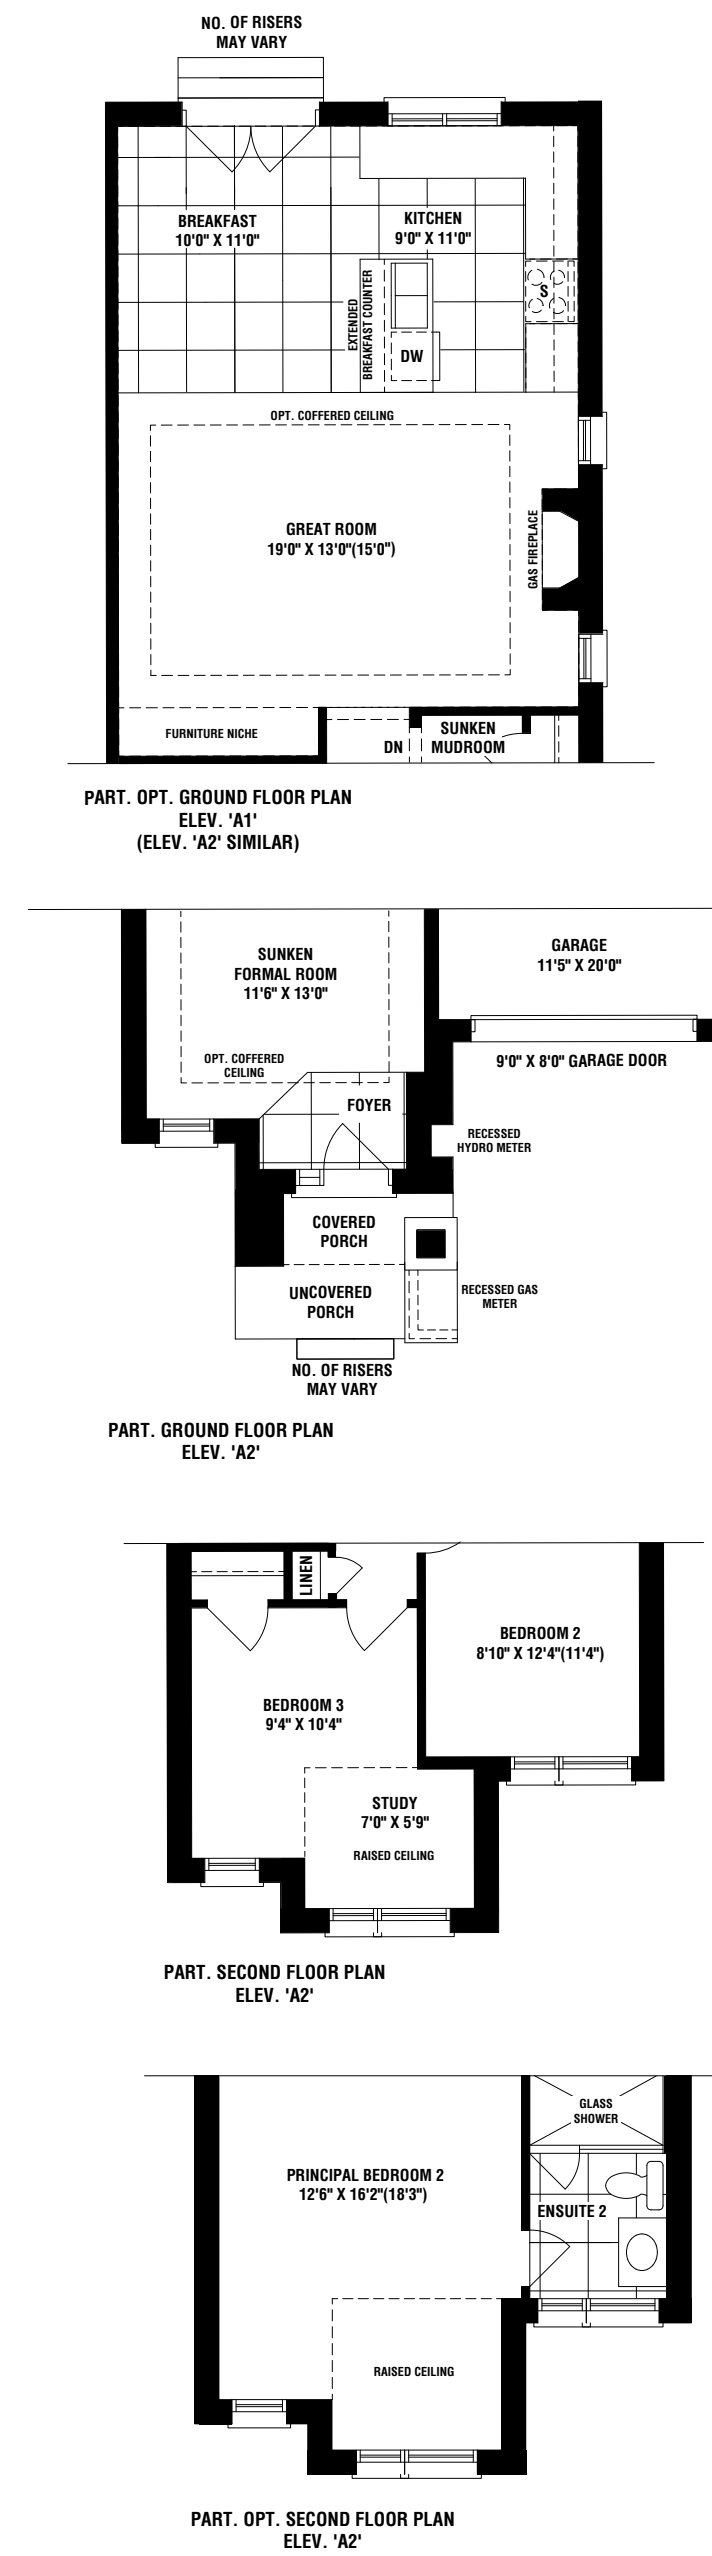 NO. OF RISERS
MAY VARY
BREAKFAST
10'0" X 11'0"
KITCHEN
9'0" X 11'0"
EXTENDED
BREAKFAST COUNTER
S
DW
OPT. COFFERED CEILING
GREAT ROOM
19'0" X 13'0"(15'0")
GAS FIREPLACE
FURNITURE NICHE
DN
SUNKEN
MUDROOM
PART. OPT. GROUND FLOOR PLAN
ELEV. 'A1'
(ELEV. 'A2' SIMILAR)
SUNKEN
FORMAL ROOM
11'6" X 13'0"
GARAGE
11'5" X 20'0"
OPT. COFFERED
CEILING
9'0" X 8'0" GARAGE DOOR
FOYER
RECESSED
HYDRO METER
COVERED
PORCH
UNCOVERED
PORCH
RECESSED GAS
METER
NO. OF RISERS
MAY VARY
PART. GROUND FLOOR PLAN
ELEV. 'A2'
LINEN
BEDROOM 2
8'10" X 12'4"(11'4")
BEDROOM 3
9'4" X 10'4"
STUDY
7'0" X 5'9"
RAISED CEILING
PART. SECOND FLOOR PLAN
ELEV. 'A2'
GLASS
SHOWER
PRINCIPAL BEDROOM 2
12'6" X 16'2"(18'3")
ENSUITE 2
RAISED CEILING
PART. OPT. SECOND FLOOR PLAN
ELEV. 'A2'